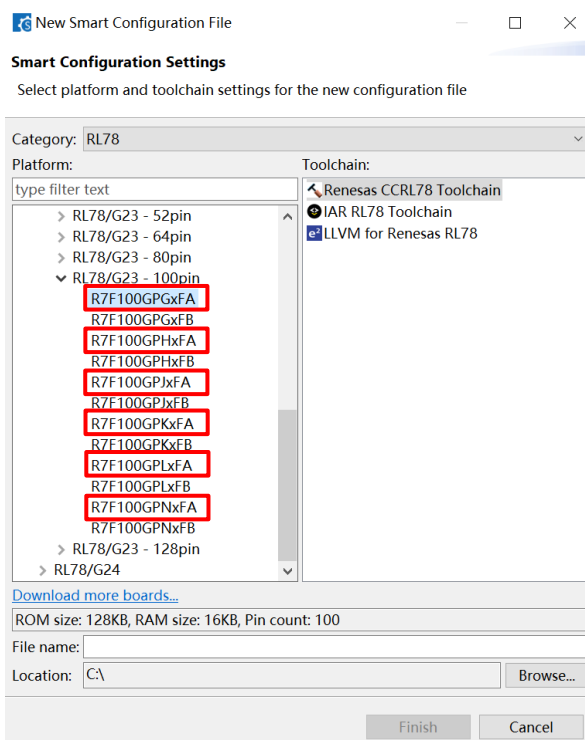 New Smart Configuration File
Smart Configuration Settings
Select platform and toolchain settings for the new configuration file
Category: RL78
Platform:
Toolchain:
type filter text
RL78/G23 - 52pin
RL78/G23 - 64pin
RL78/G23 - 80pin
RL78/G23 - 100pin
R7F100GPGxFA
R7F100GPGxFB
R7F100GPHxFA
R7F100GPHxFB
R7F100GPJxFA
R7F100GPJxFB
R7F100GPKxFA
R7F100GPKxFB
R7F100GPLxFA
R7F100GPLxFB
R7F100GPNxFA
R7F100GPNxFB
RL78/G23 - 128pin
RL78/G24
Renesas CCRL78 Toolchain
IAR RL78 Toolchain
e² LLVM for Renesas RL78
Download more boards...
ROM size: 128KB, RAM size: 16KB, Pin count: 100
File name:
Location: C:\ Browse...
Finish Cancel